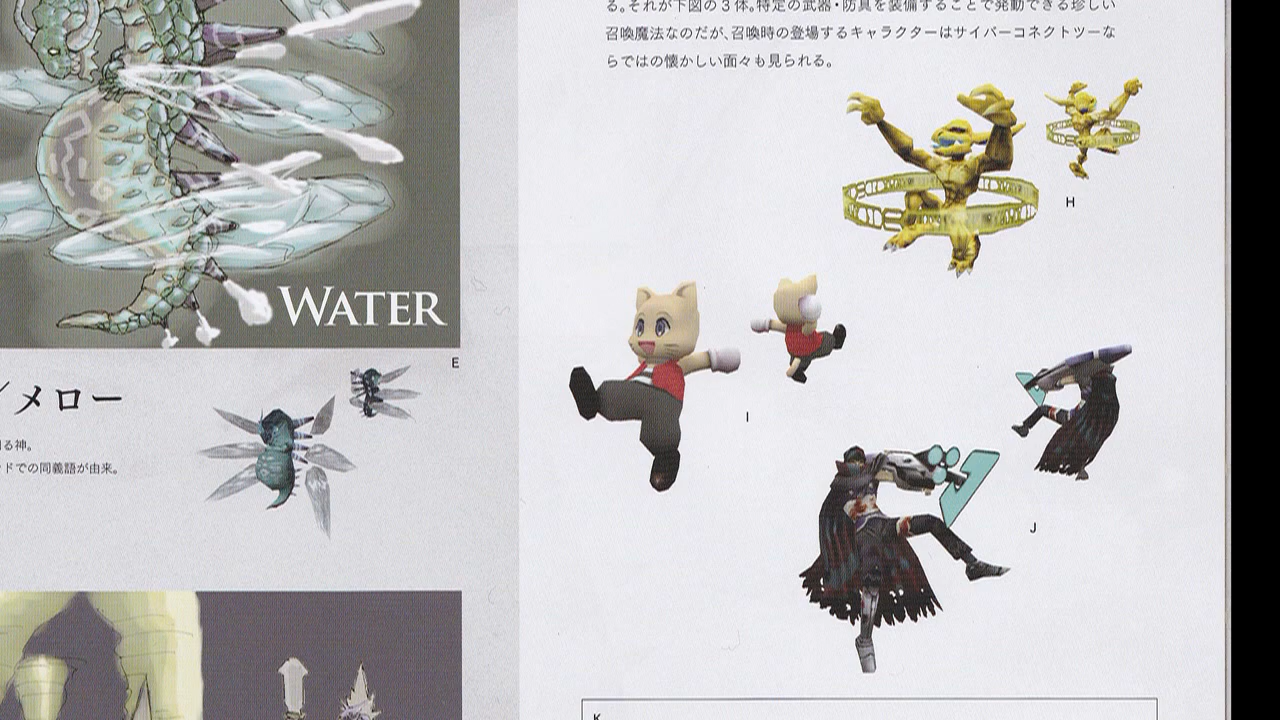 る。それが下図の3体。特定の武器・防具を装備することで発動できる珍しい
召喚魔法なのだが、召喚時の登場するキャラクターはサイバーコネクトツーな
らではの懐かしい面々も見られる。
H
WATER
E
メロー
る神。
ドでの同義語が由来。
I
J
K